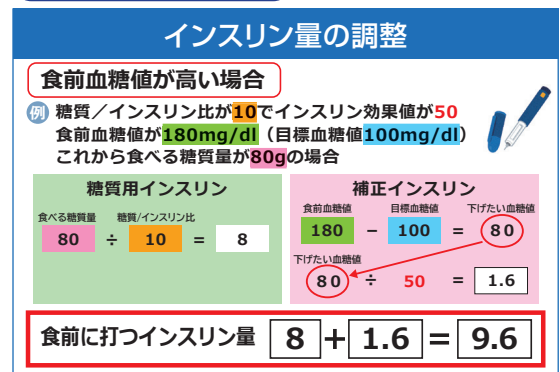 インスリン量の調整
食前血糖値が高い場合
例 糖質／インスリン比が10でインスリン効果値が50
食前血糖値が180mg/dl（目標血糖値100mg/dl）
これから食べる糖質量が80gの場合
糖質用インスリン
食べる糖質量 糖質/インスリン比
80 ÷ 10 = 8
補正インスリン
食前血糖値 目標血糖値 下げたい血糖値
180 − 100 = 80
下げたい血糖値
80 ÷ 50 = 1.6
食前に打つインスリン量 8 + 1.6 = 9.6